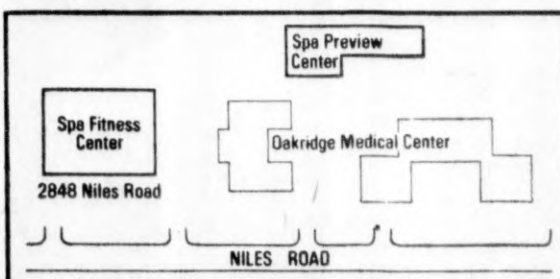 Spa Preview
Center
Spa Fitness
Center
Oakridge Medical Center
2848 Niles Road
NILES ROAD